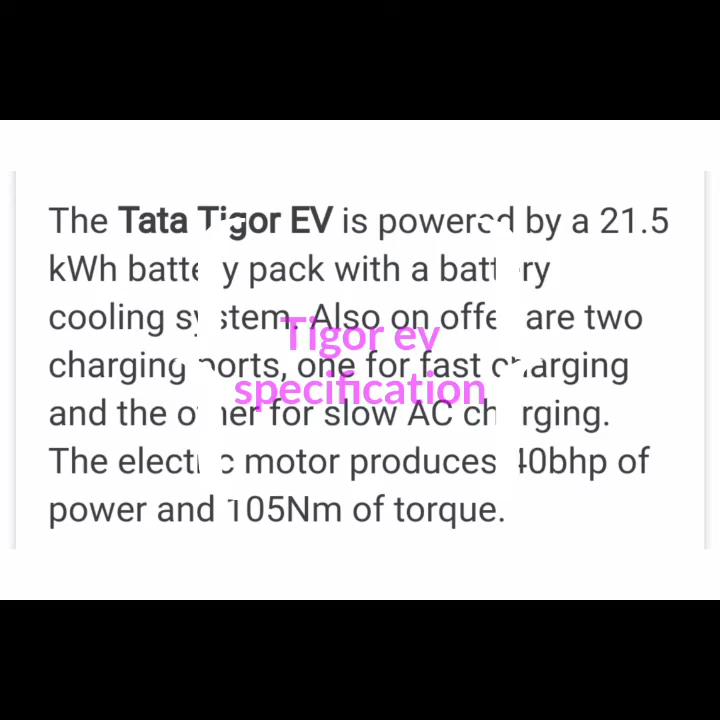 The Tata Tigor EV is powered by a 21.5
kWh battery pack with a battery
cooling system. Also on offer are two
charging ports, one for fast charging
and the other for slow AC charging.
The electric motor produces 40bhp of
power and 105Nm of torque.
Tigor ev
specification